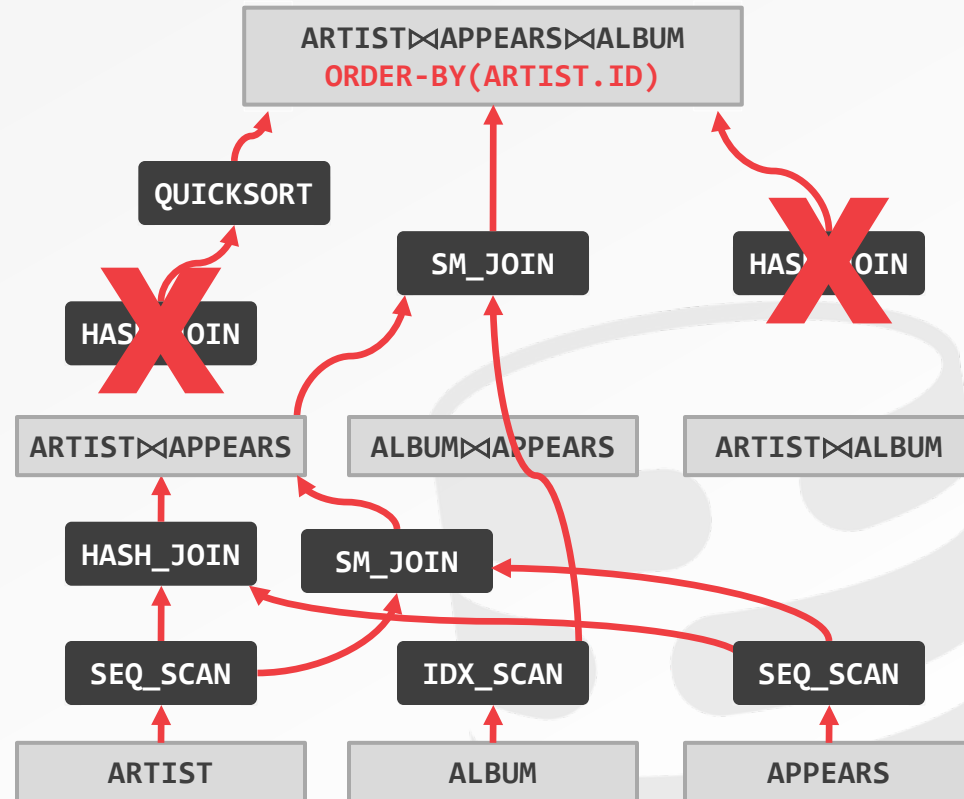 ARTIST⋈APPEARS⋈ALBUM
ORDER-BY(ARTIST.ID)
QUICKSORT
SM_JOIN
ARTIST⋈APPEARS
ALBUM⋈APPEARS
ARTIST⋈ALBUM
HASH_JOIN
SM_JOIN
SEQ_SCAN
IDX_SCAN
SEQ_SCAN
ARTIST
ALBUM
APPEARS